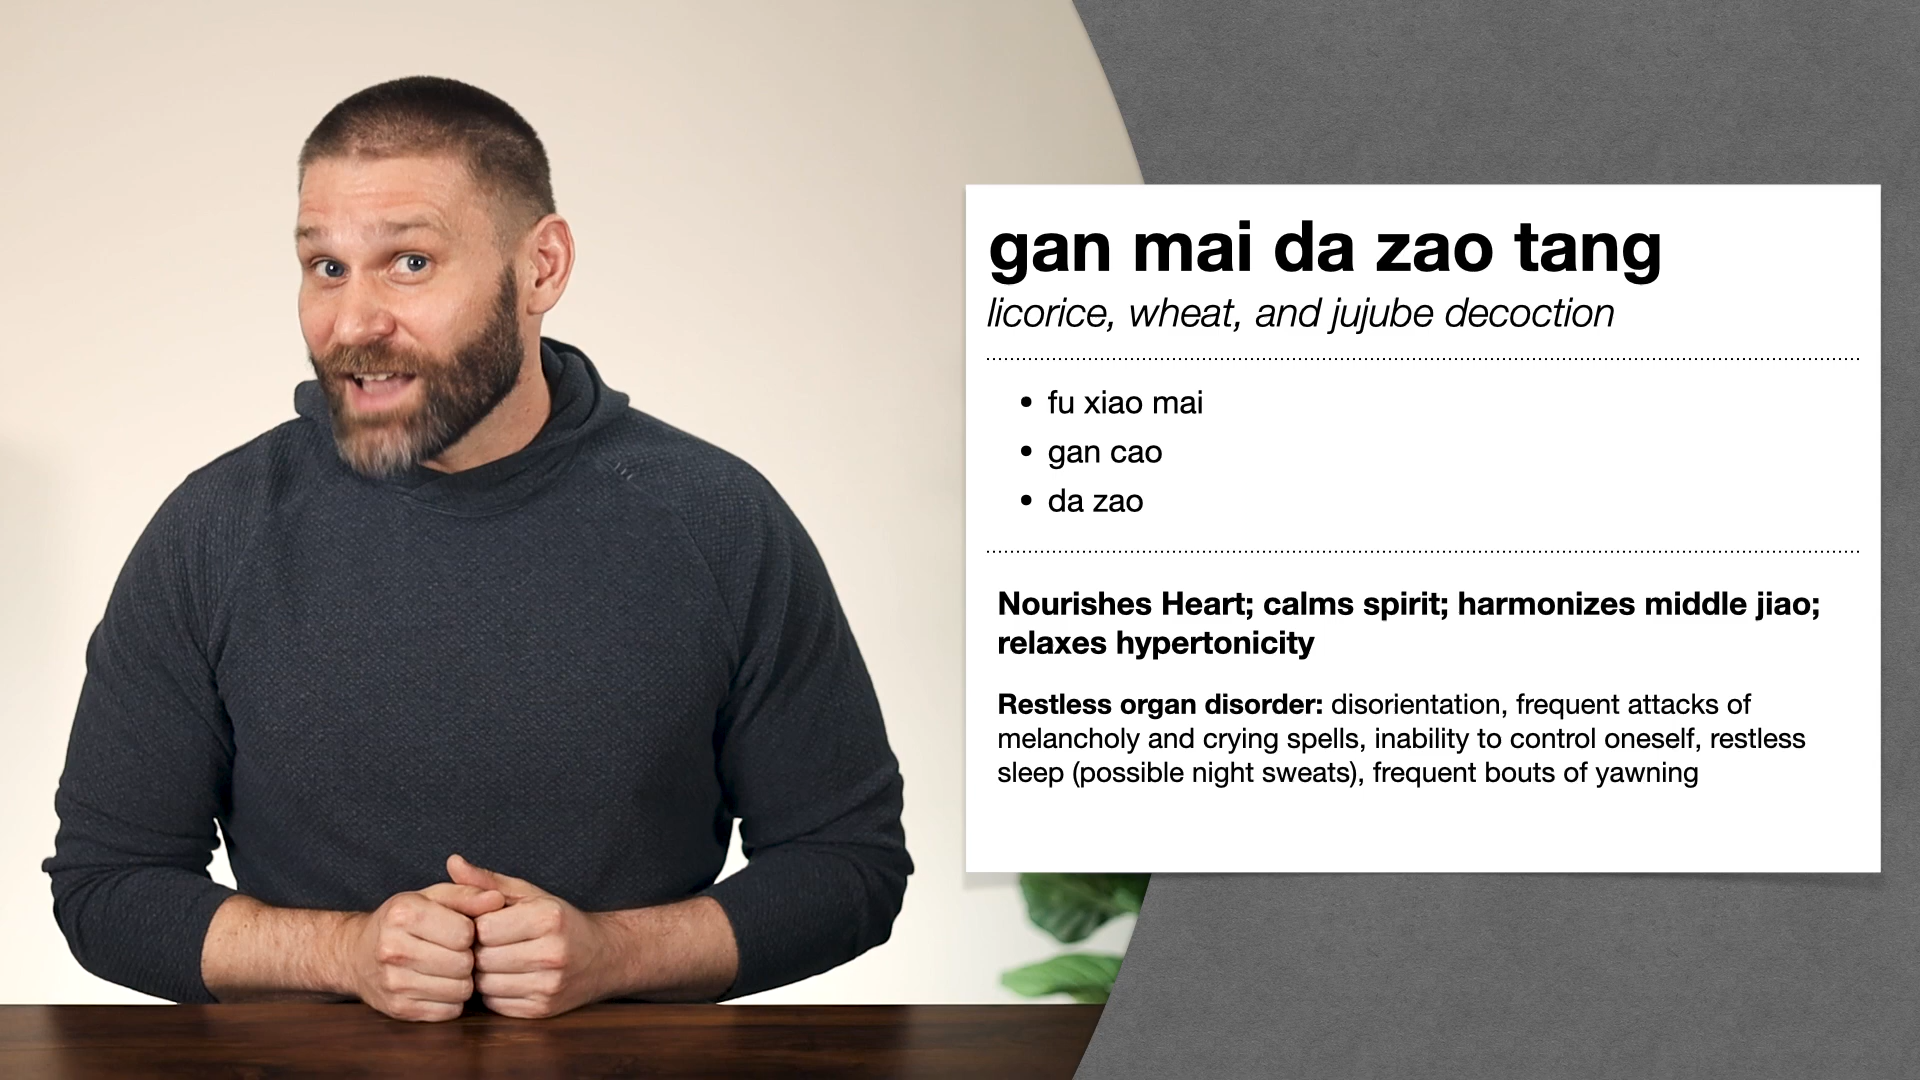 gan mai da zao tang
licorice, wheat, and jujube decoction
• fu xiao mai
• gan cao
• da zao
Nourishes Heart; calms spirit; harmonizes middle jiao;
relaxes hypertonicity
Restless organ disorder: disorientation, frequent attacks of
melancholy and crying spells, inability to control oneself, restless
sleep (possible night sweats), frequent bouts of yawning